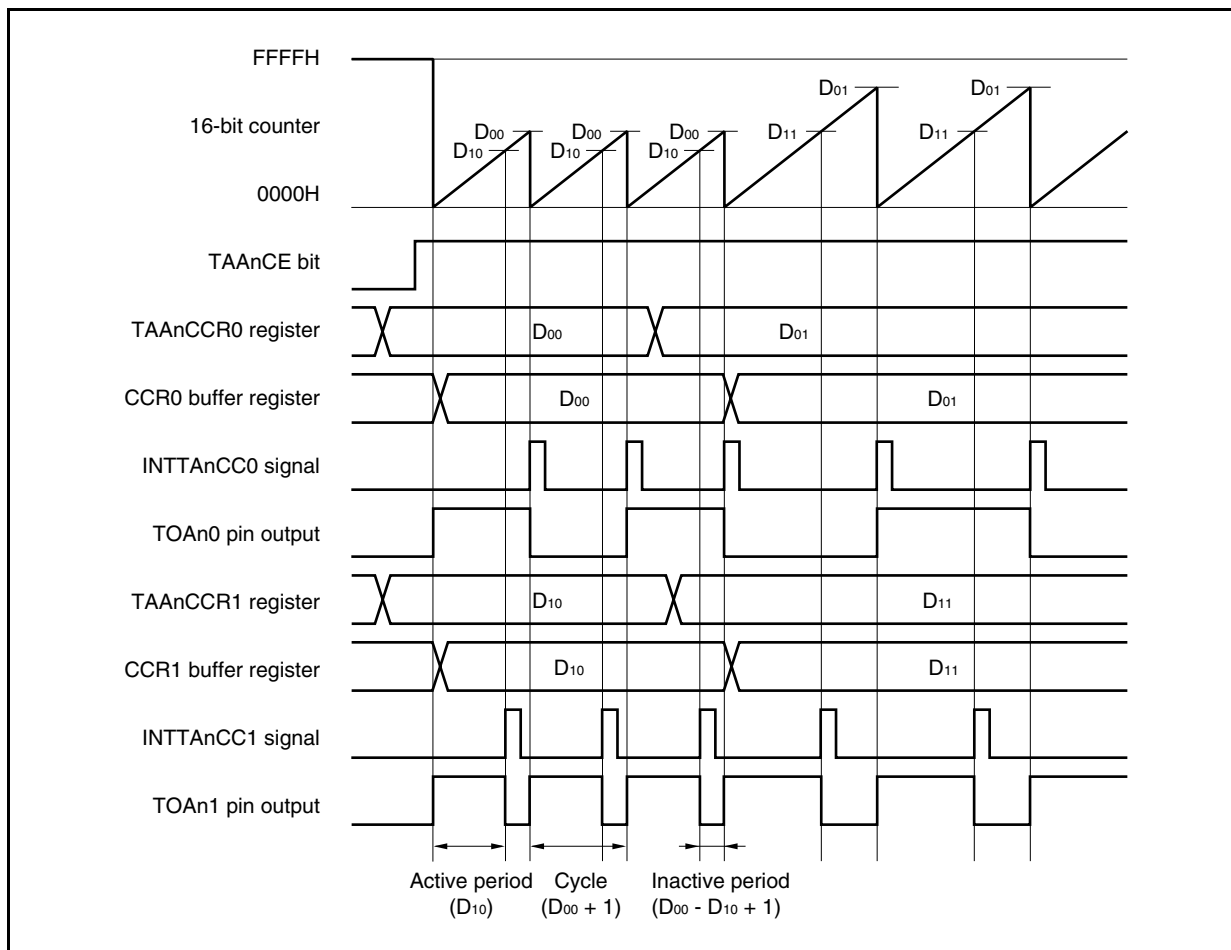 FFFFH
D01 D01
16-bit counter D00 D00 D00 D11 D11
D10 D10 D10
0000H
TAAnCE bit
TAAnCCR0 register D00 D01
CCR0 buffer register D00 D01
INTTAnCC0 signal
TOAn0 pin output
TAAnCCR1 register D10 D11
CCR1 buffer register D10 D11
INTTAnCC1 signal
TOAn1 pin output
Active period Cycle Inactive period
(D10) (D00 + 1) (D00 - D10 + 1)